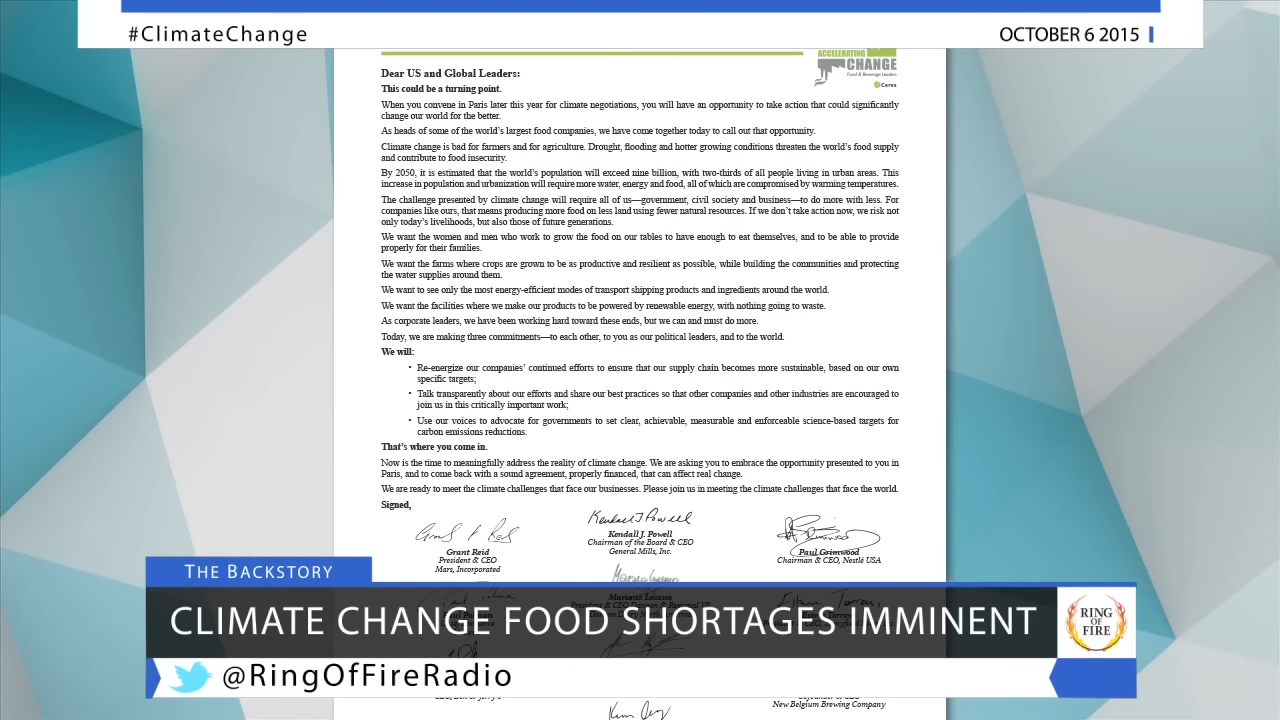 #ClimateChange
OCTOBER 6 2015
ACCELERATING
CHANGE
Food & Beverage Leaders
Ceres
Dear US and Global Leaders:
This could be a turning point.
When you convene in Paris later this year for climate negotiations, you will have an opportunity to take action that could significantly
change our world for the better.
As heads of some of the world's largest food companies, we have come together today to call out that opportunity.
Climate change is bad for farmers and for agriculture. Drought, flooding and hotter growing conditions threaten the world's food supply
and contribute to food insecurity.
By 2050, it is estimated that the world's population will exceed nine billion, with two-thirds of all people living in urban areas. This
increase in population and urbanization will require more water, energy and food, all of which are compromised by warming temperatures.
The challenge presented by climate change will require all of us—government, civil society and business—to do more with less. For
companies like ours, that means producing more food on less land using fewer natural resources. If we don't take action now, we risk not
only today's livelihoods, but also those of future generations.
We want the women and men who work to grow the food on our tables to have enough to eat themselves, and to be able to provide
properly for their families.
We want the farms where crops are grown to be as productive and resilient as possible, while building the communities and protecting
the water supplies around them.
We want to see only the most energy-efficient modes of transport shipping products and ingredients around the world.
We want the facilities where we make our products to be powered by renewable energy, with nothing going to waste.
As corporate leaders, we have been working hard toward these ends, but we can and must do more.
Today, we are making three commitments—to each other, to you as our political leaders, and to the world.
We will:
• Re-energize our companies' continued efforts to ensure that our supply chain becomes more sustainable, based on our own
specific targets;
• Talk transparently about our efforts and share our best practices so that other companies and other industries are encouraged to
join us in this critically important work;
• Use our voices to advocate for governments to set clear, achievable, measurable and enforceable science-based targets for
carbon emissions reductions.
That's where you come in.
Now is the time to meaningfully address the reality of climate change. We are asking you to embrace the opportunity presented to you in
Paris, and to come back with a sound agreement, properly financed, that can affect real change.
We are ready to meet the climate challenges that face our businesses. Please join us in meeting the climate challenges that face the world.
Signed,
Kendall J Powell
Grant Reid
President & CEO
Mars, Incorporated
Kendall J. Powell
Chairman of the Board & CEO
General Mills, Inc.
Paul Grimwood
Chairman & CEO, Nestlé USA
Mariano Lozano
THE BACKSTORY
CLIMATE CHANGE FOOD SHORTAGES IMMINENT
RING
OF
FIRE
@RingOfFireRadio
New Belgium Brewing Company